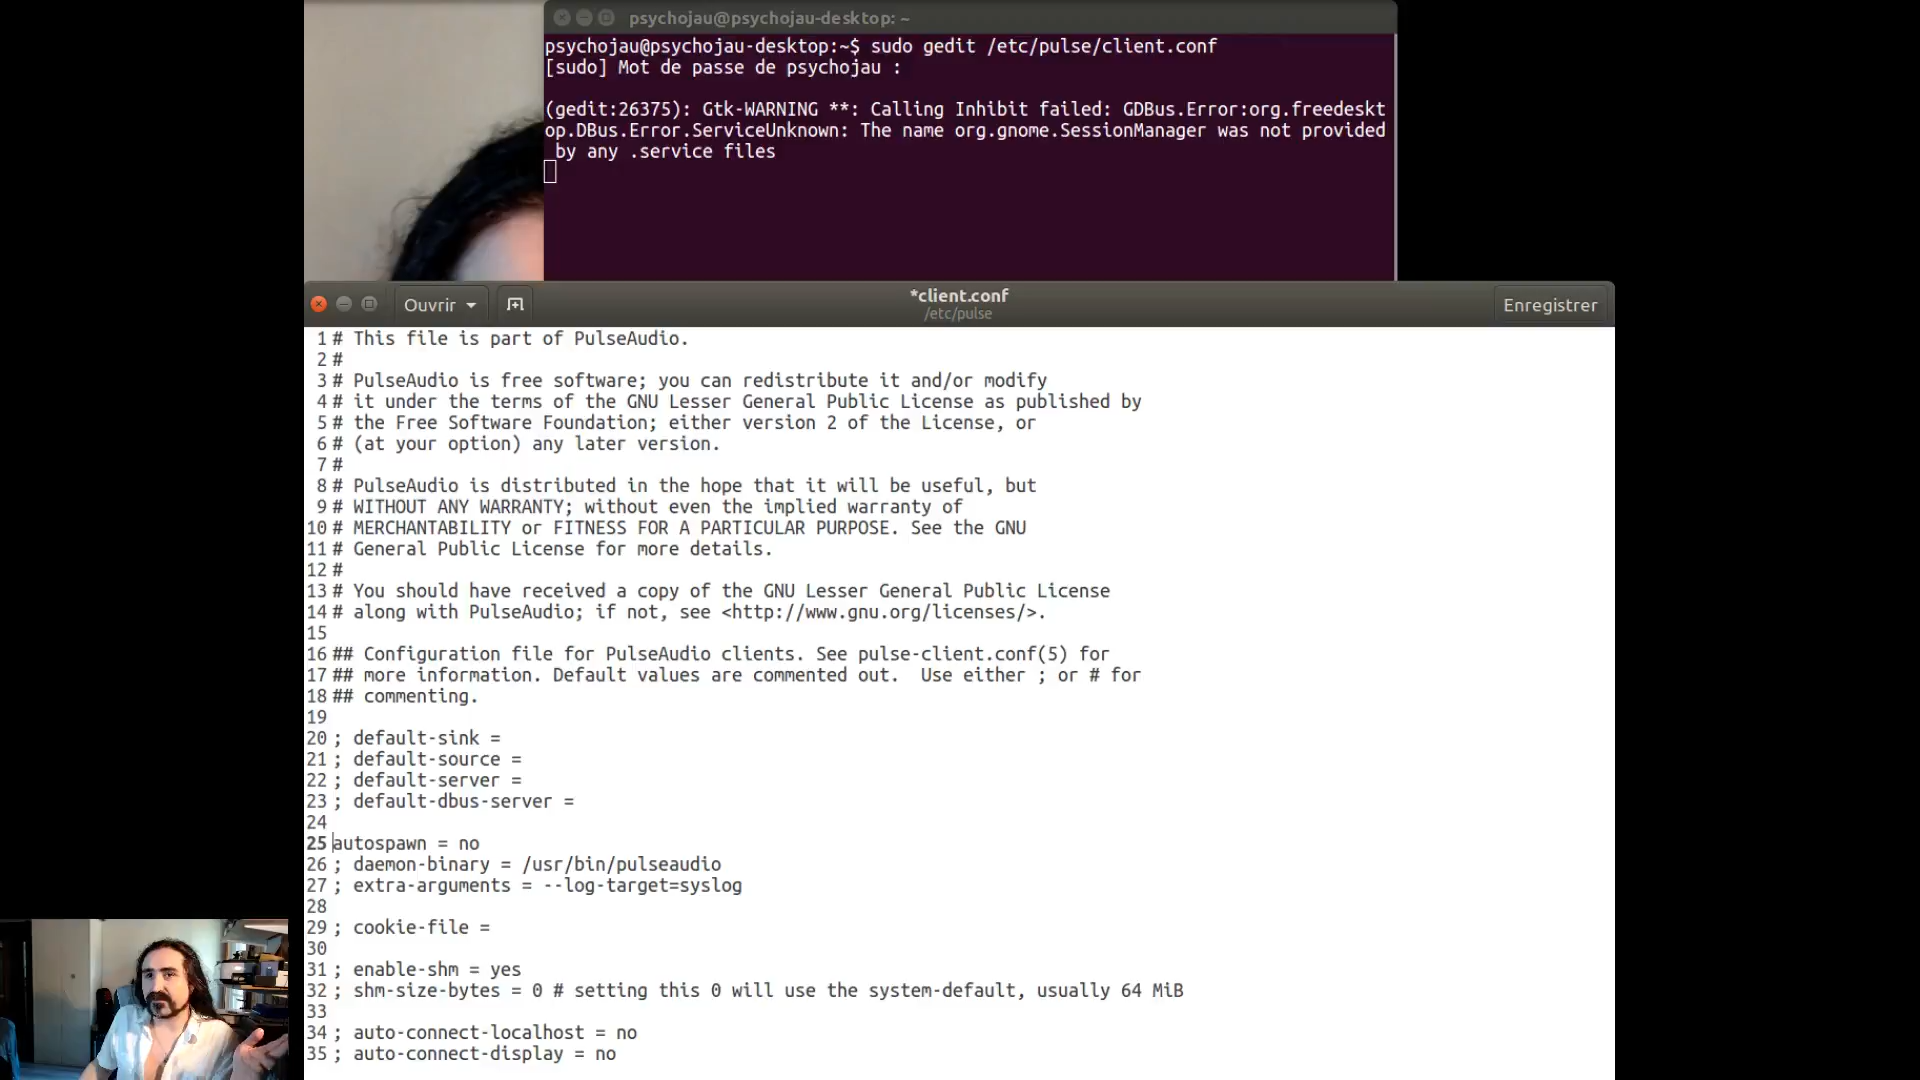 psychojau@psychojau-desktop: ~
psychojau@psychojau-desktop:~$ sudo gedit /etc/pulse/client.conf
[sudo] Mot de passe de psychojau :
(gedit:26375): Gtk-WARNING **: Calling Inhibit failed: GDBus.Error:org.freedeskt
op.DBus.Error.ServiceUnknown: The name org.gnome.SessionManager was not provided
by any .service files
Ouvrir
*client.conf
/etc/pulse
Enregistrer
1 # This file is part of PulseAudio.
2 #
3 # PulseAudio is free software; you can redistribute it and/or modify
4 # it under the terms of the GNU Lesser General Public License as published by
5 # the Free Software Foundation; either version 2 of the License, or
6 # (at your option) any later version.
7 #
8 # PulseAudio is distributed in the hope that it will be useful, but
9 # WITHOUT ANY WARRANTY; without even the implied warranty of
10 # MERCHANTABILITY or FITNESS FOR A PARTICULAR PURPOSE. See the GNU
11 # General Public License for more details.
12 #
13 # You should have received a copy of the GNU Lesser General Public License
14 # along with PulseAudio; if not, see <http://www.gnu.org/licenses/>.
15
16 ## Configuration file for PulseAudio clients. See pulse-client.conf(5) for
17 ## more information. Default values are commented out.  Use either ; or # for
18 ## commenting.
19
20 ; default-sink =
21 ; default-source =
22 ; default-server =
23 ; default-dbus-server =
24
25 autospawn = no
26 ; daemon-binary = /usr/bin/pulseaudio
27 ; extra-arguments = --log-target=syslog
28
29 ; cookie-file =
30
31 ; enable-shm = yes
32 ; shm-size-bytes = 0 # setting this 0 will use the system-default, usually 64 MiB
33
34 ; auto-connect-localhost = no
35 ; auto-connect-display = no